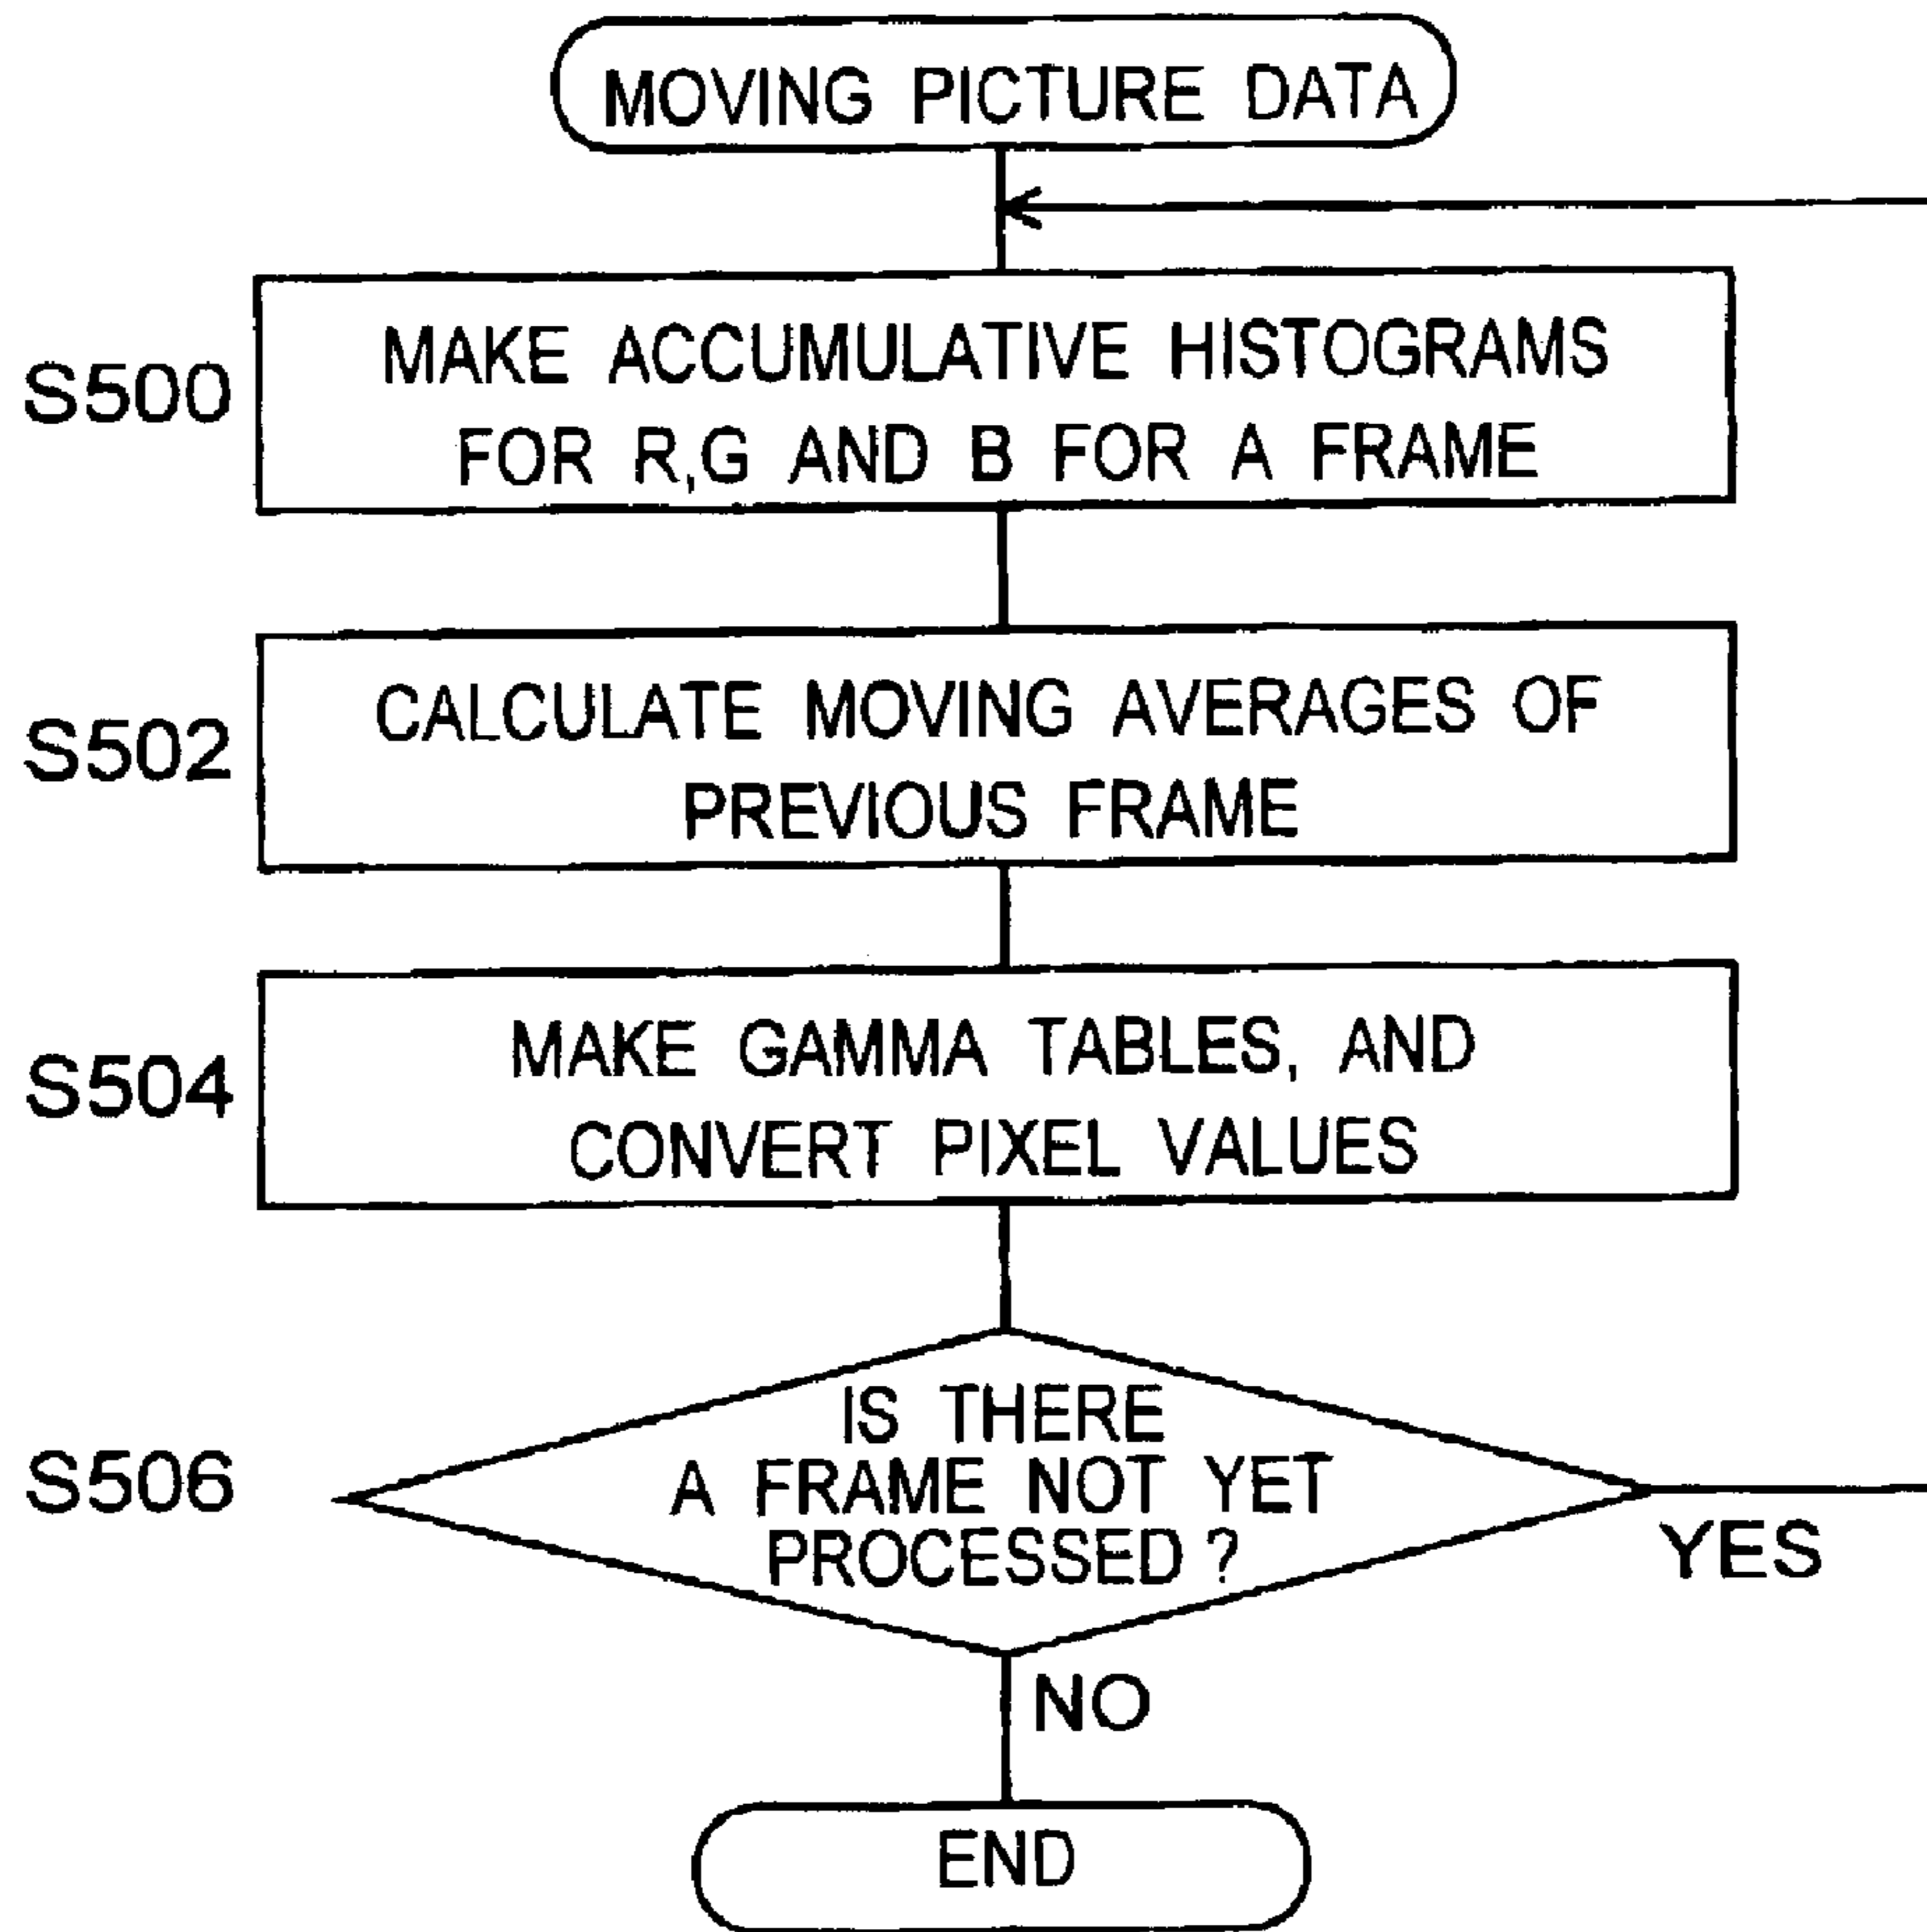 MOVING PICTURE DATA
S500
MAKE ACCUMULATIVE HISTOGRAMS
FOR R,G AND B FOR A FRAME
S502
CALCULATE MOVING AVERAGES OF
PREVIOUS FRAME
S504
MAKE GAMMA TABLES, AND
CONVERT PIXEL VALUES
S506
IS THERE
A FRAME NOT YET
PROCESSED ?
YES
NO
END